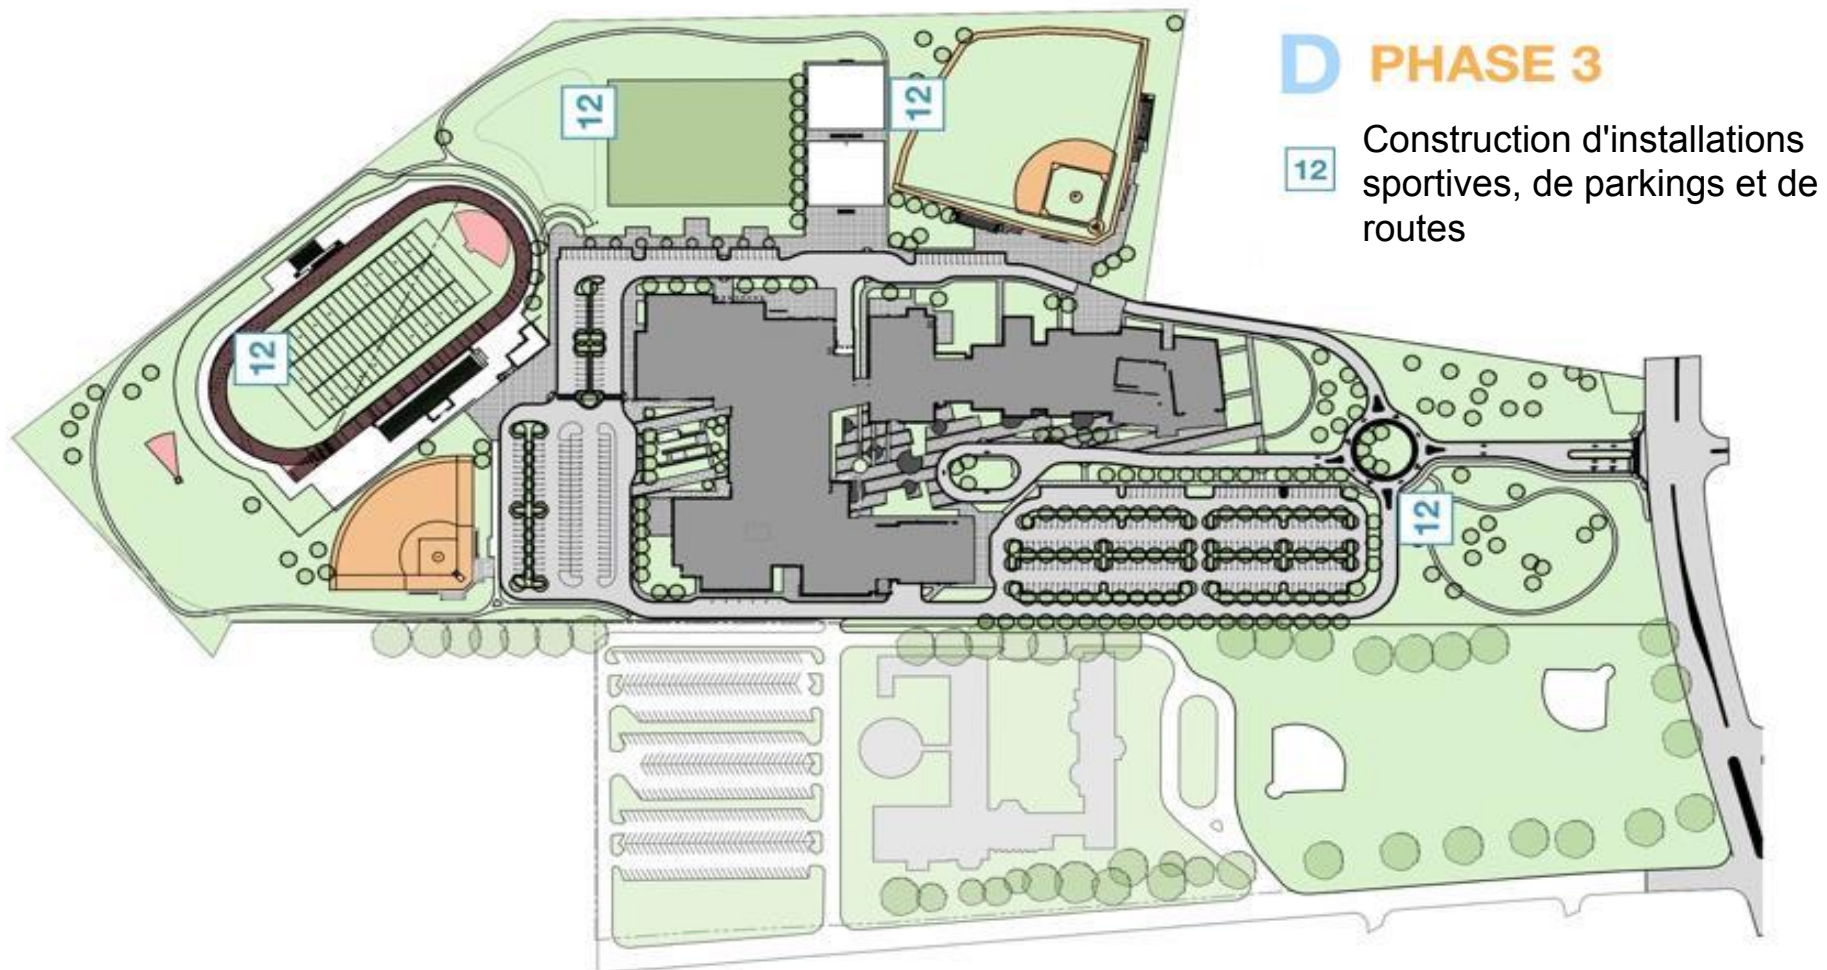 D PHASE 3
12 Construction d'installations
sportives, de parkings et de
routes
12
12
12
12